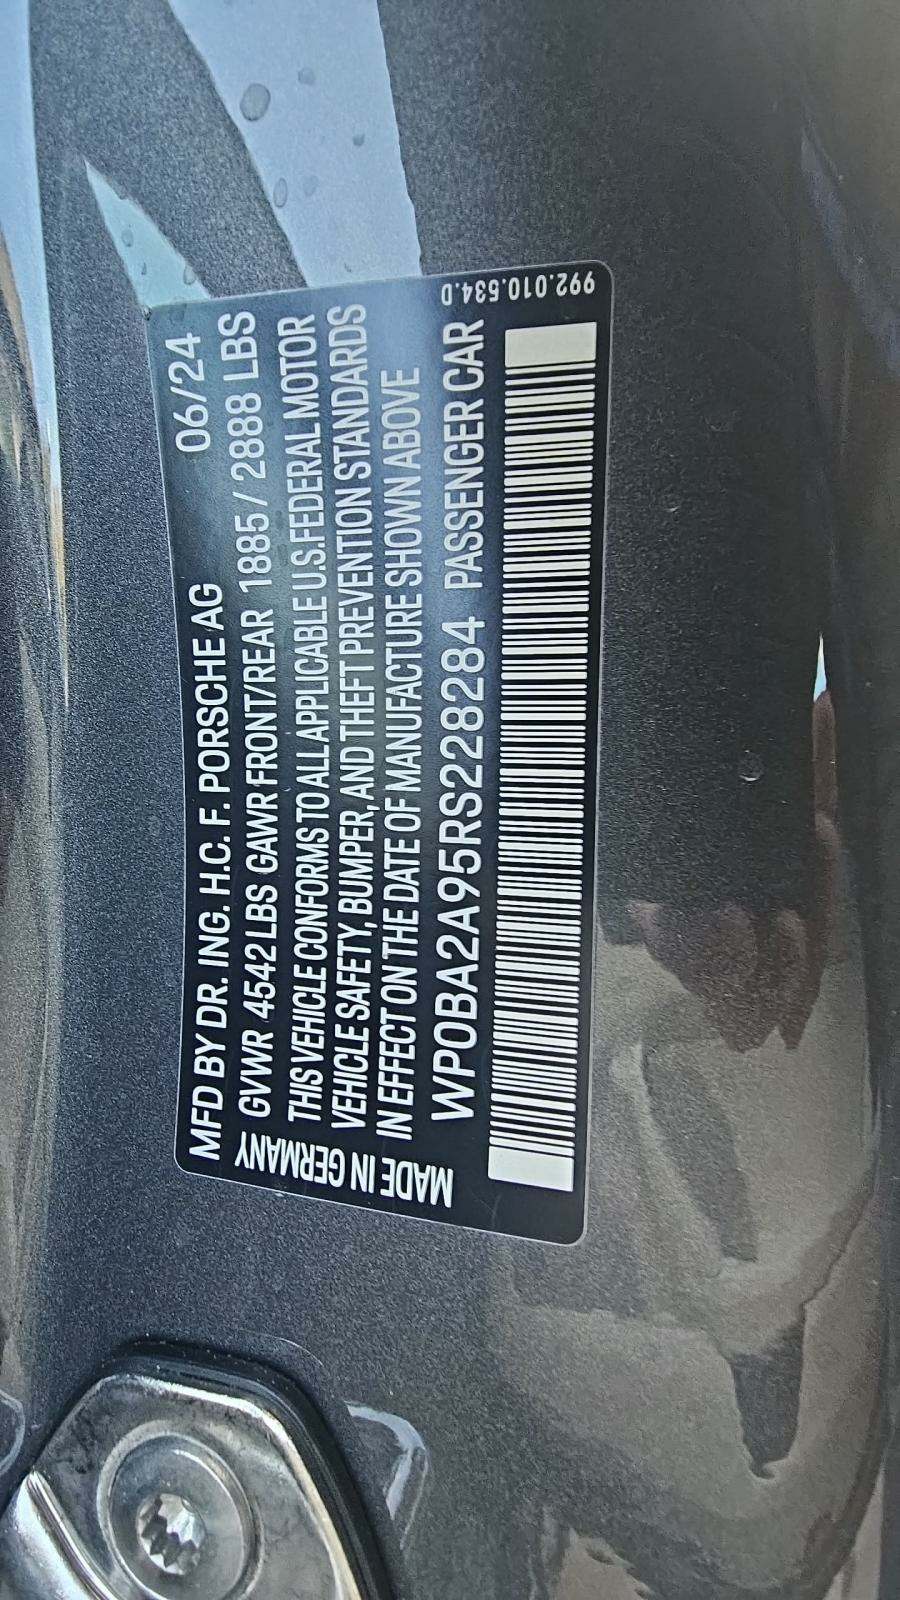 MFD BY DR. ING. H.C. F. PORSCHE AG 06/24
GVWR 4542 LBS GAWR FRONT/REAR 1885 / 2888 LBS
THIS VEHICLE CONFORMS TO ALL APPLICABLE U.S. FEDERAL MOTOR
VEHICLE SAFETY, BUMPER, AND THEFT PREVENTION STANDARDS
IN EFFECT ON THE DATE OF MANUFACTURE SHOWN ABOVE
WP0BA2A95RS228284 PASSENGER CAR
MADE IN GERMANY
992.010.534.D